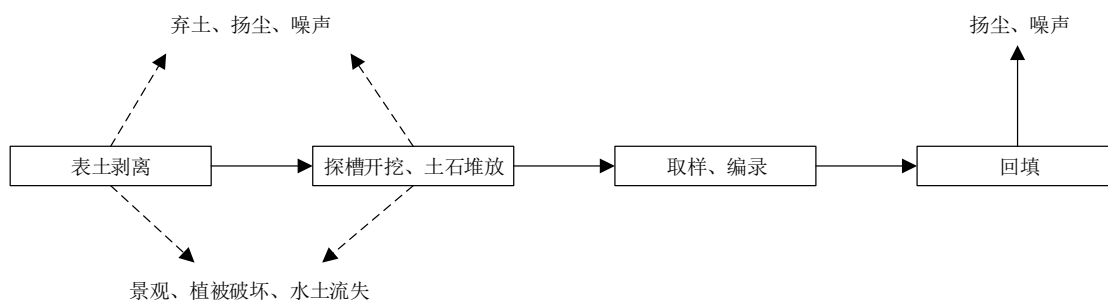 弃土、扬尘、噪声
扬尘、噪声
表土剥离
探槽开挖、土石堆放
取样、编录
回填
景观、植被破坏、水土流失